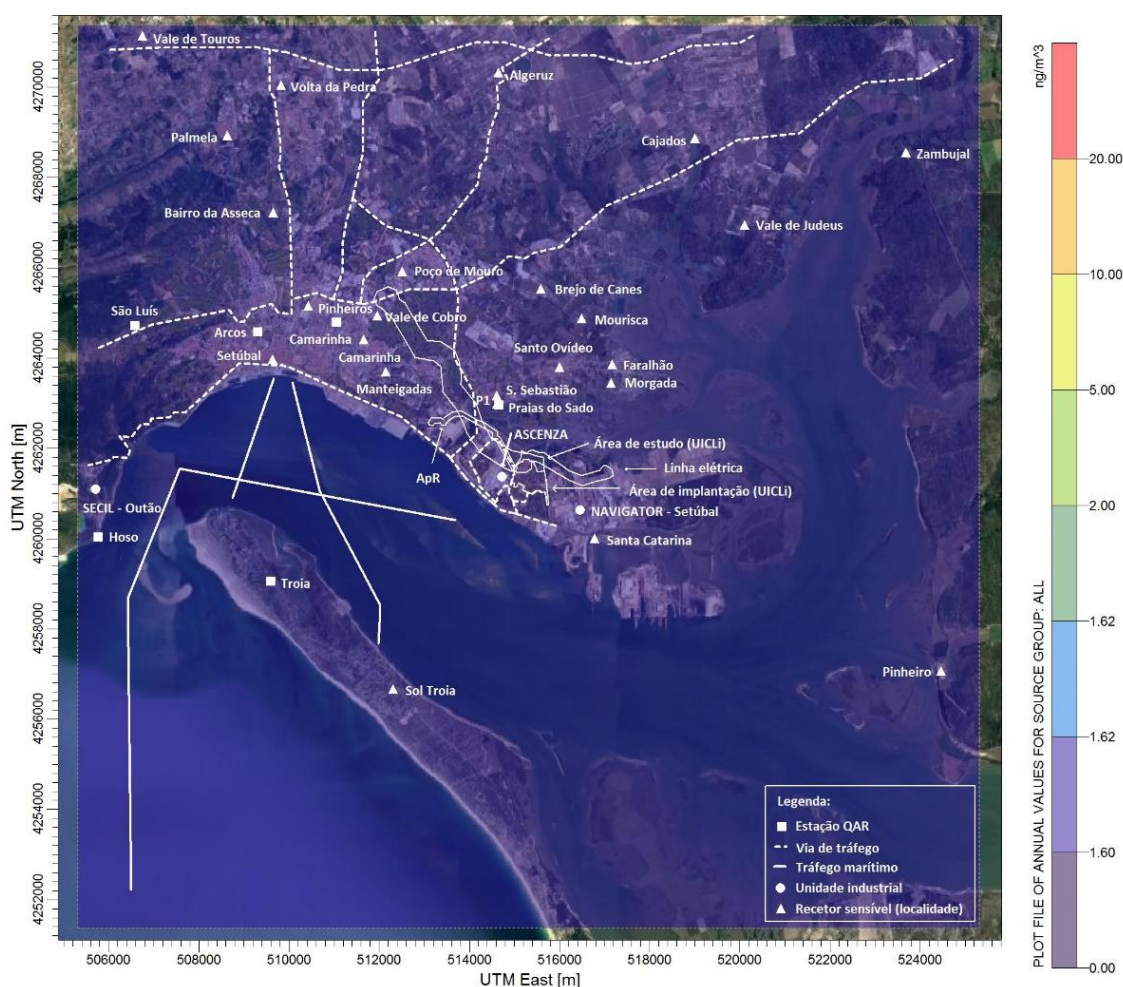 Vale de Touros
Volta da Pedra
Algeruz
Palmela
Cajados
Zambujal
Bairro da Asseca
Vale de Judeus
Poço de Mouro
Brejo de Canes
São Luís
Pinheiros
Vale de Cobro
Mourisca
Arcos
Camarinha
Santo Ovídeo
Setúbal
Camarinha
Faralhão
Manteigadas
Morgada
S. Sebastião
P1
Praias do Sado
ASCENZA
Área de estudo (UICLi)
ApR
Linha elétrica
Área de implantação (UICLi)
SECIL - Outão
NAVIGATOR - Setúbal
Hoso
Santa Catarina
Troia
Pinheiro
Sol Troia
Legenda:
Estação QAR
Via de tráfego
Tráfego marítimo
Unidade industrial
Recetor sensível (localidade)
UTM North [m]
4270000
4268000
4266000
4264000
4262000
4260000
4258000
4256000
4254000
4252000
506000 508000 510000 512000 514000 516000 518000 520000 522000 524000
UTM East [m]
ng/m^3
20.00
10.00
5.00
2.00
1.62
1.62
1.60
0.00
PLOT FILE OF ANNUAL VALUES FOR SOURCE GROUP: ALL